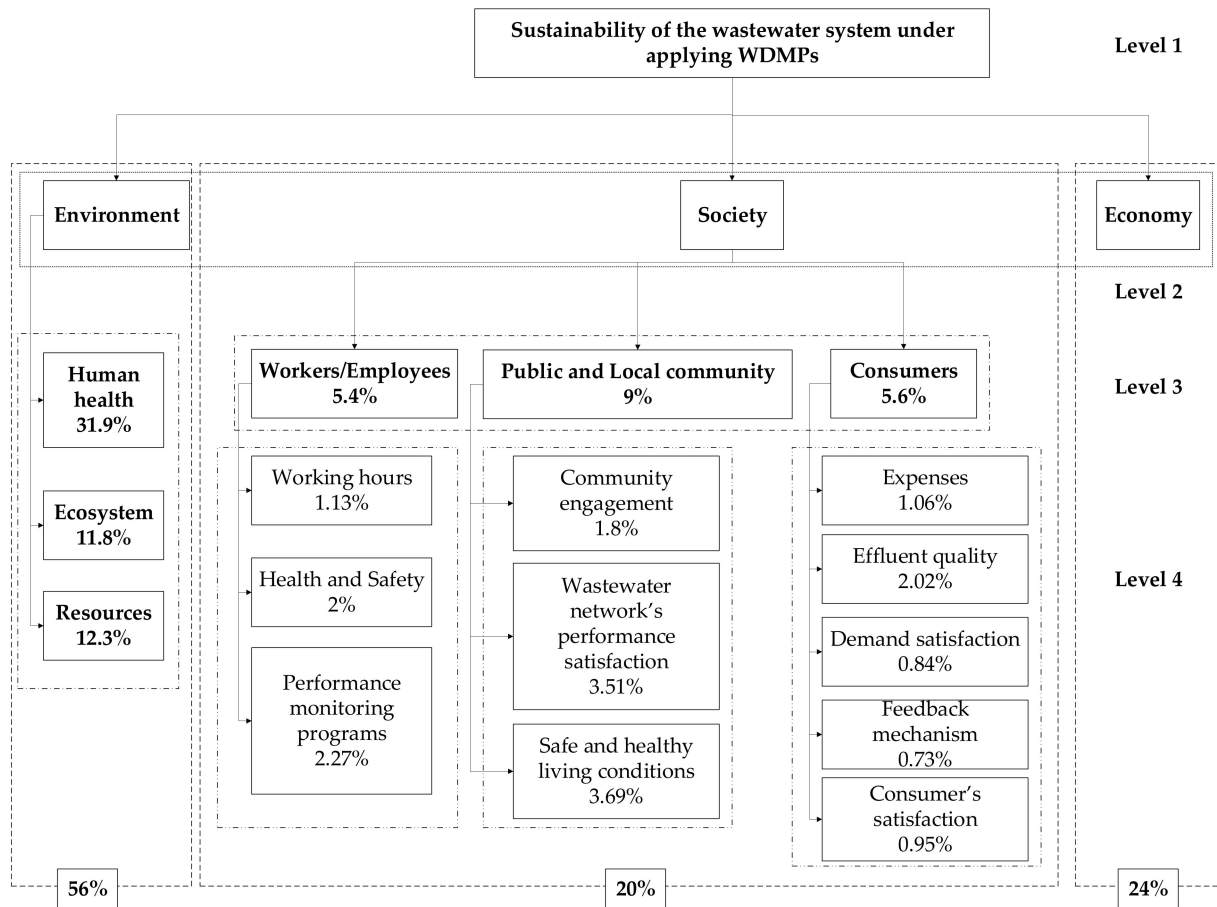 Sustainability of the wastewater system under
applying WDMPs
Level 1
Environment
Society
Economy
Level 2
Human
health
31.9%
Ecosystem
11.8%
Resources
12.3%
Workers/Employees
5.4%
Public and Local community
9%
Consumers
5.6%
Level 3
Working hours
1.13%
Health and Safety
2%
Performance
monitoring
programs
2.27%
Community
engagement
1.8%
Wastewater
network's
performance
satisfaction
3.51%
Safe and healthy
living conditions
3.69%
Expenses
1.06%
Effluent quality
2.02%
Demand satisfaction
0.84%
Feedback
mechanism
0.73%
Consumer's
satisfaction
0.95%
Level 4
56%
20%
24%